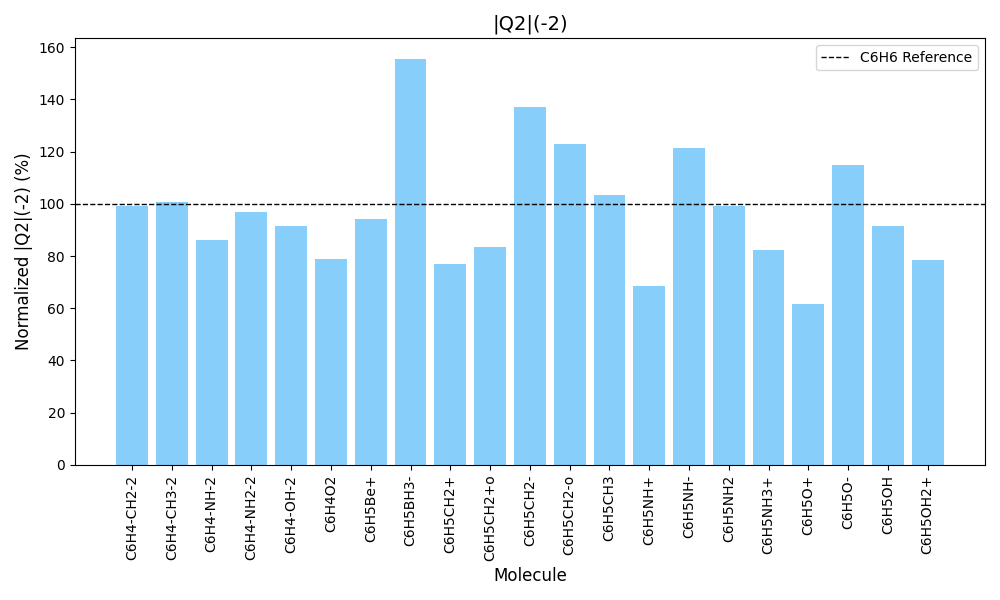 |Q2|(-2)
Normalized |Q2|(-2) (%)
160
140
120
100
80
60
40
20
0
C6H6 Reference
C6H4-CH2-2
C6H4-CH3-2
C6H4-NH-2
C6H4-NH2-2
C6H4-OH-2
C6H4O2
C6H5Be+
C6H5BH3-
C6H5CH2+
C6H5CH2+o
C6H5CH2-
C6H5CH2-o
C6H5CH3
C6H5NH+
C6H5NH-
C6H5NH2
C6H5NH3+
C6H5O+
C6H5O-
C6H5OH
C6H5OH2+
Molecule